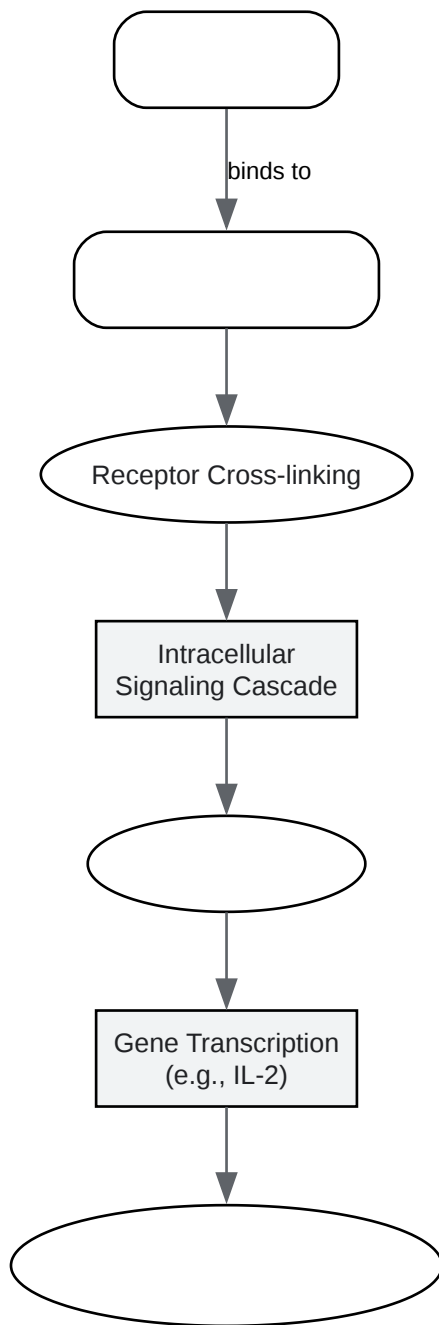 binds to
Receptor Cross-linking
Intracellular
Signaling Cascade
Gene Transcription
(e.g., IL-2)